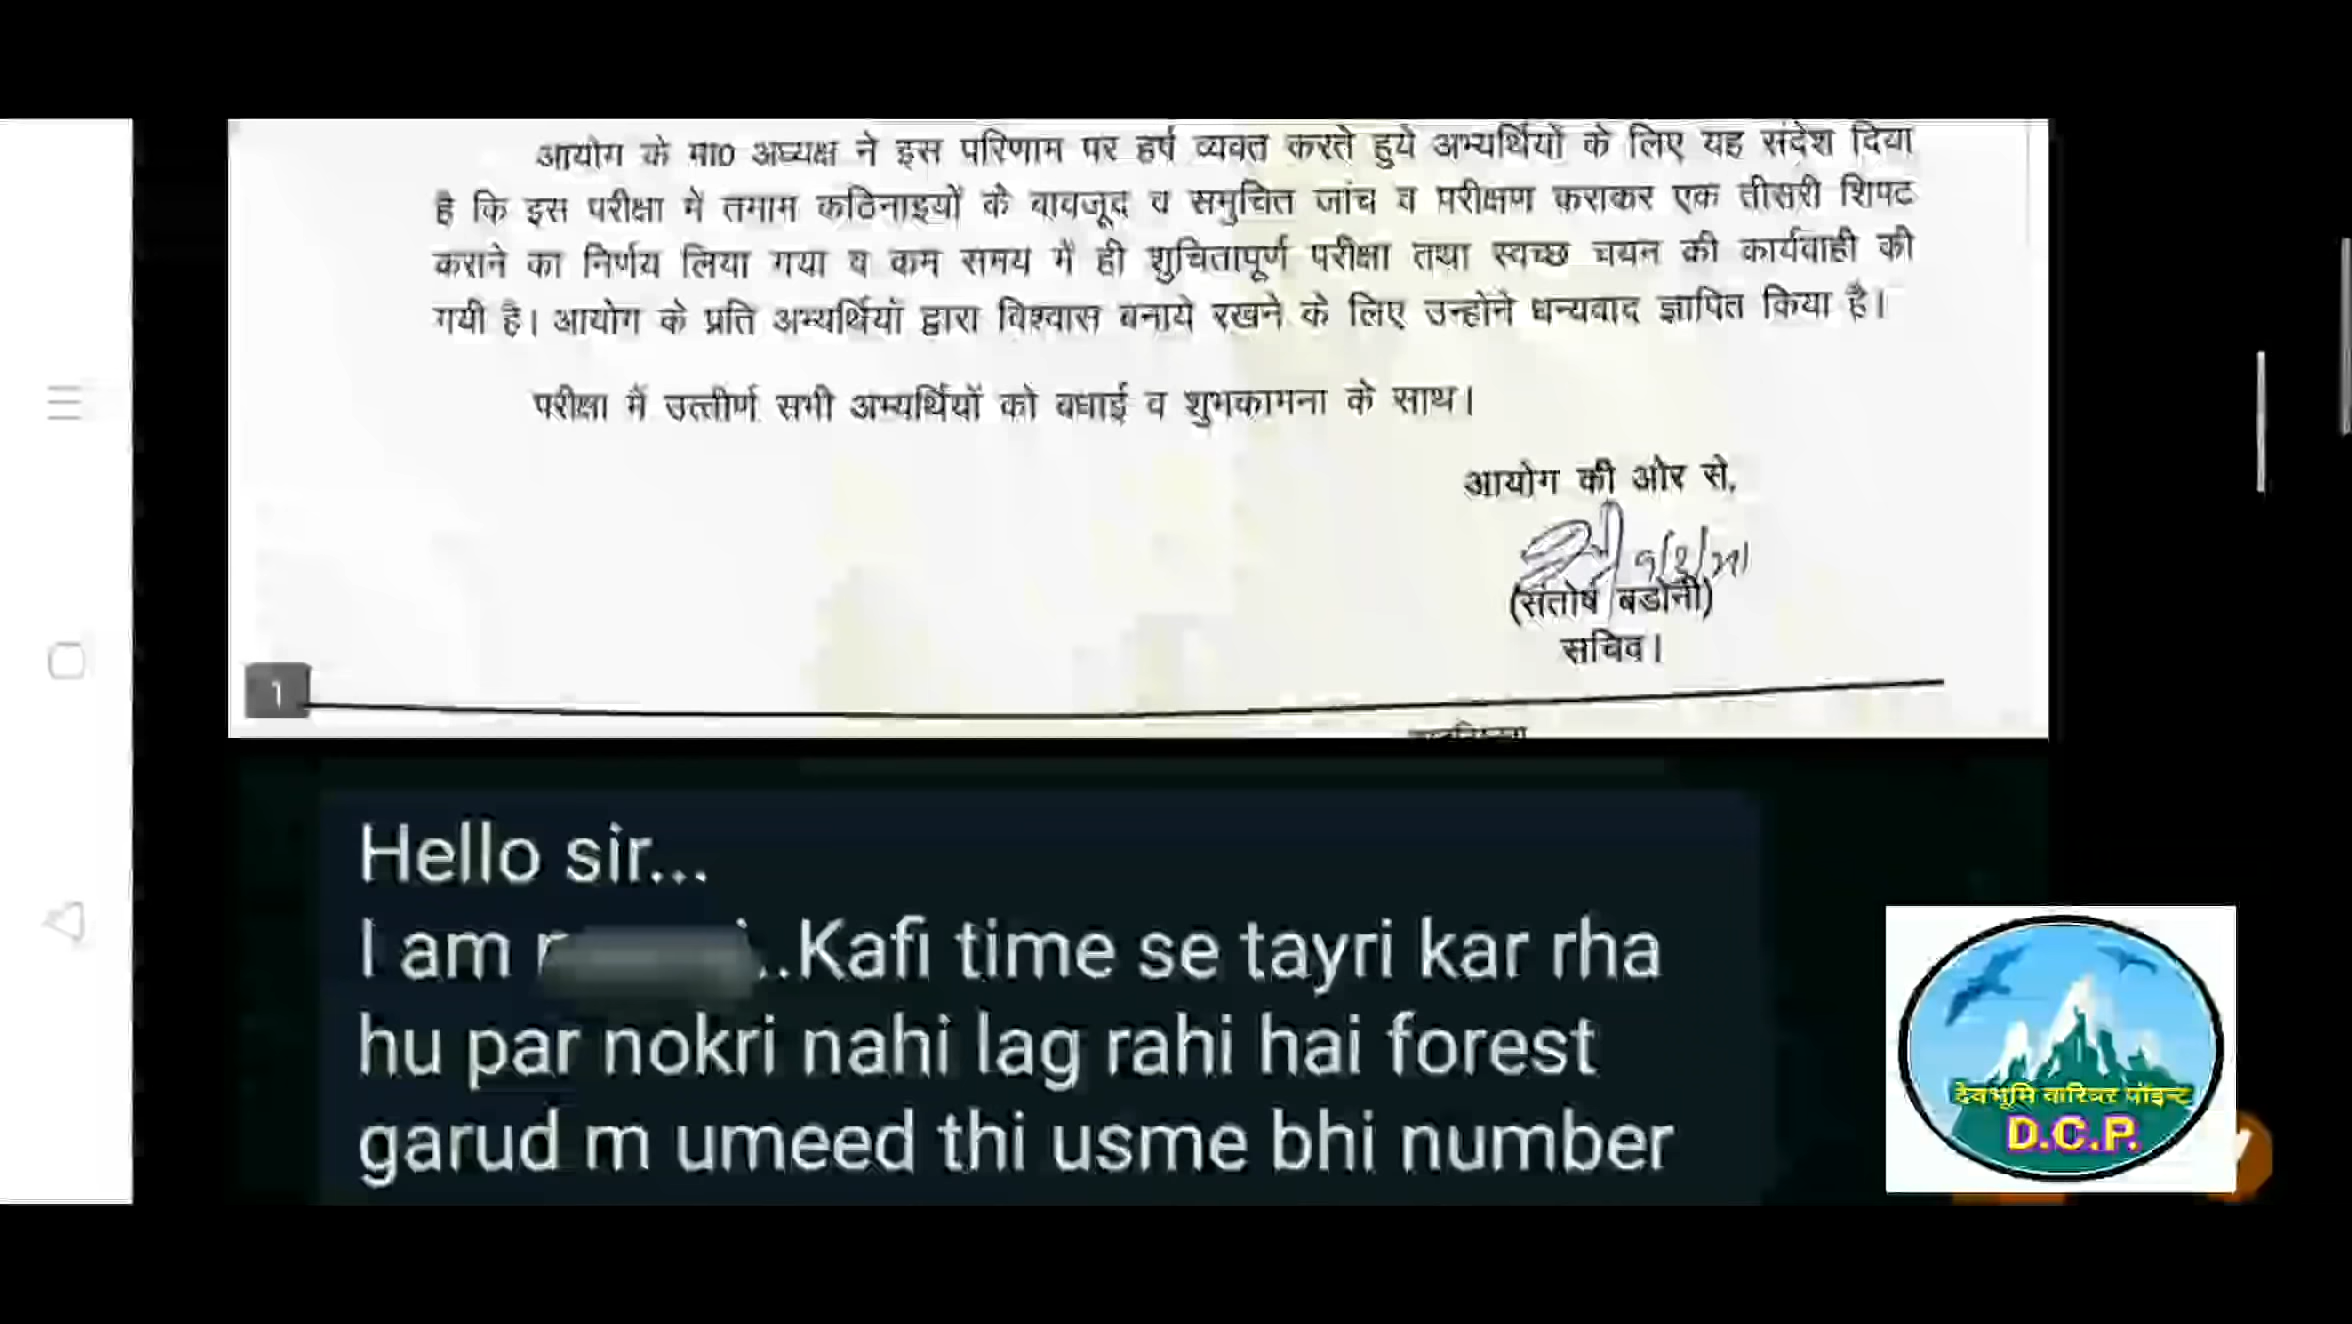 आयोग के मा0 अध्यक्ष ने इस परिणाम पर हर्ष व्यक्त करते हुये अभ्यर्थियों के लिए यह संदेश दिया
है कि इस परीक्षा में तमाम कठिनाइयों के बावजूद व समुचित जांच व परीक्षण कराकर एक तीसरी शिफ्ट
कराने का निर्णय लिया गया व कम समय में ही शुचितापूर्ण परीक्षा तथा स्वच्छ चयन की कार्यवाही की
गयी है। आयोग के प्रति अभ्यर्थियों द्वारा विश्वास बनाये रखने के लिए उन्होंने धन्यवाद ज्ञापित किया है।
परीक्षा में उत्तीर्ण सभी अभ्यर्थियों को बधाई व शुभकामना के साथ।
आयोग की ओर से,
(संतोष बडोनी)
सचिव।
1
Hello sir...
I am ..Kafi time se tayri kar rha
hu par nokri nahi lag rahi hai forest
garud m umeed thi usme bhi number
देवभूमि वारियर पॉइन्ट
D.C.P.